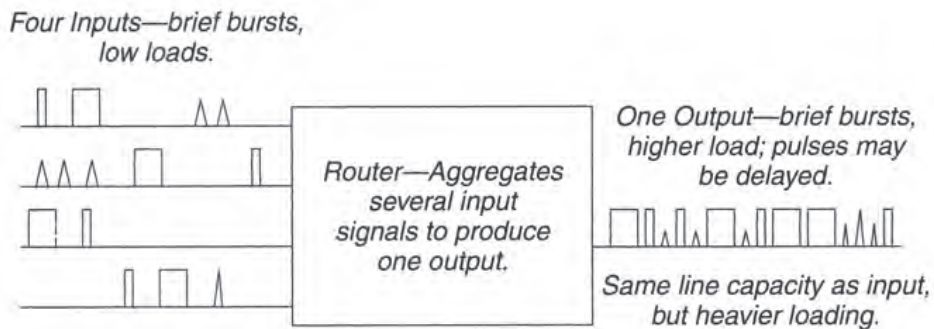 Four Inputs—brief bursts,
low loads.
Router—Aggregates
several input
signals to produce
one output.
One Output—brief bursts,
higher load; pulses may
be delayed.
Same line capacity as input,
but heavier loading.